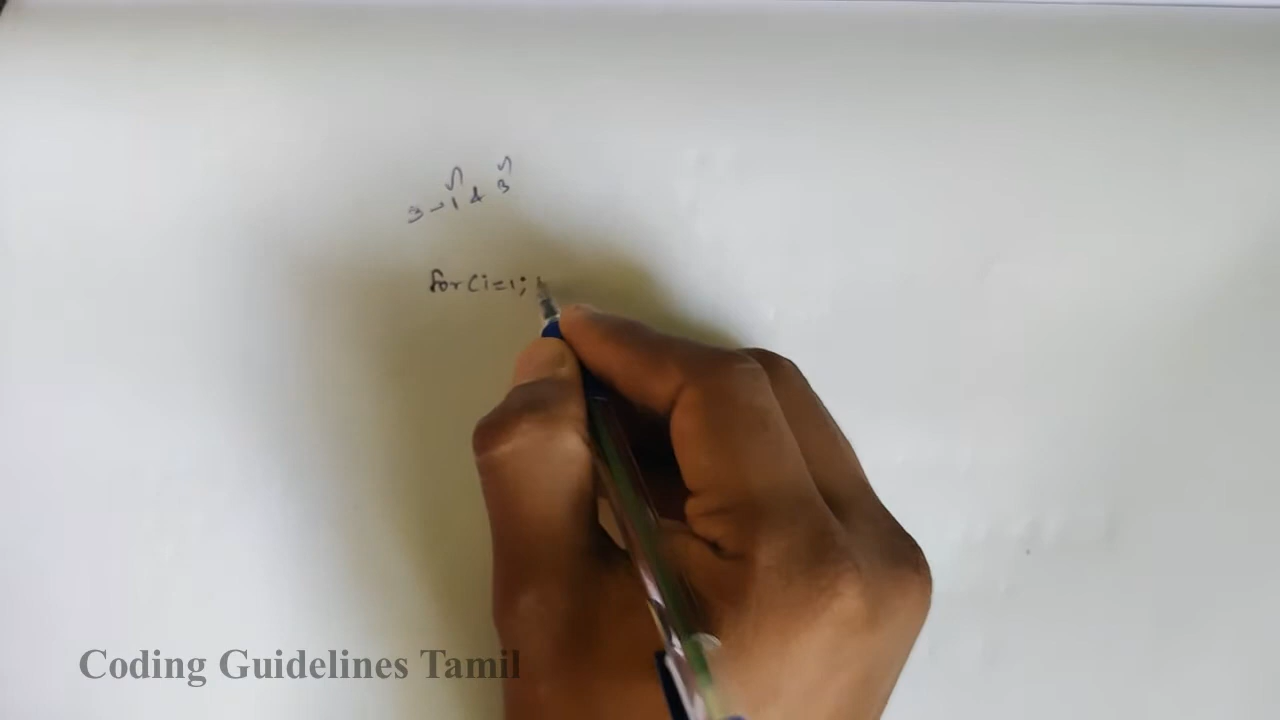 3 - 1 & 3
for (i=1; i
Coding Guidelines Tamil